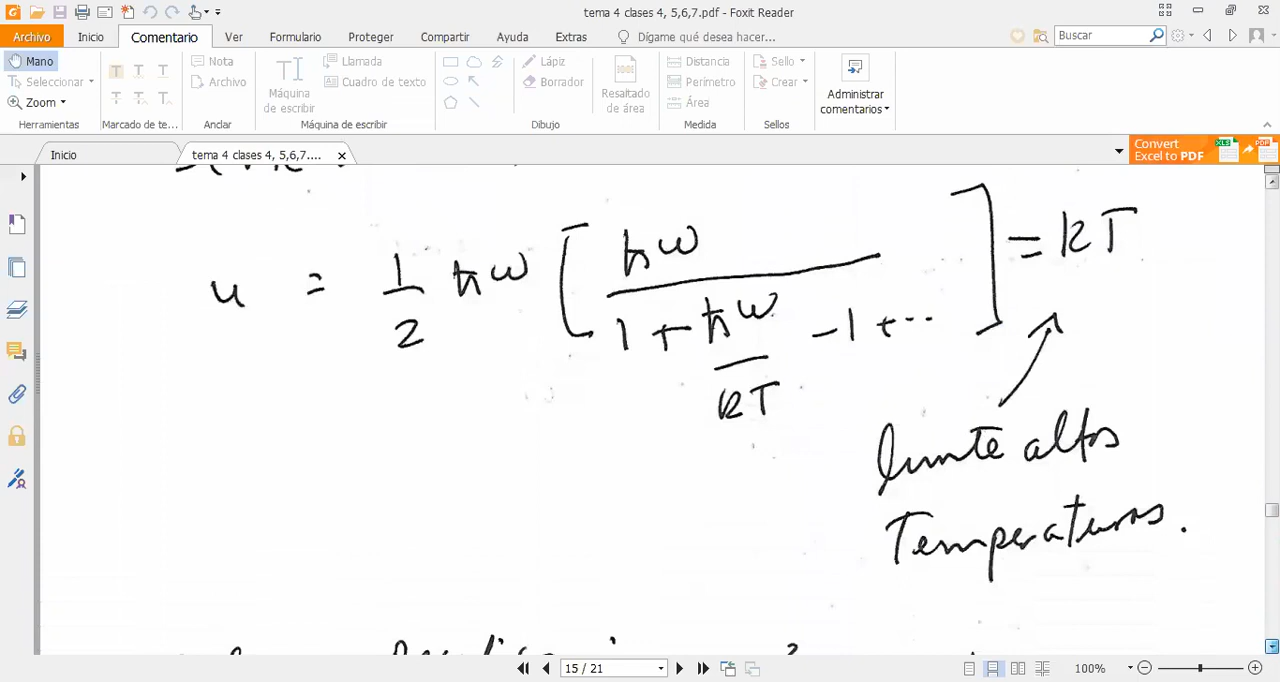 tema 4 clases 4, 5,6,7.pdf - Foxit Reader
Archivo Inicio Comentario Ver Formulario Proteger Compartir Ayuda Extras Dígame qué desea hacer... Buscar
Mano
Seleccionar
Zoom
Herramientas
Marcado de te...
Nota
Archivo
Anclar
Máquina de escribir
Llamada
Cuadro de texto
Máquina de escribir
Lápiz
Borrador
Dibujo
Resaltado de área
Distancia
Perímetro
Área
Medida
Sello
Crear
Sellos
Administrar comentarios
Inicio
tema 4 clases 4, 5,6,7....
Convert Excel to PDF
u = 1/2 ħω [ ħω / (1 + ħω/kT - 1 + ...) ] = kT
limite altas
Temperaturas.
15 / 21
100%